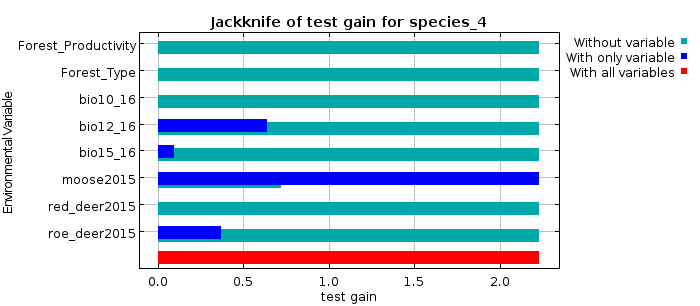 Jackknife of test gain for species_4
Environmental Variable
Forest_Productivity
Forest_Type
bio10_16
bio12_16
bio15_16
moose2015
red_deer2015
roe_deer2015
Without variable
With only variable
With all variables
0.0 0.5 1.0 1.5 2.0
test gain